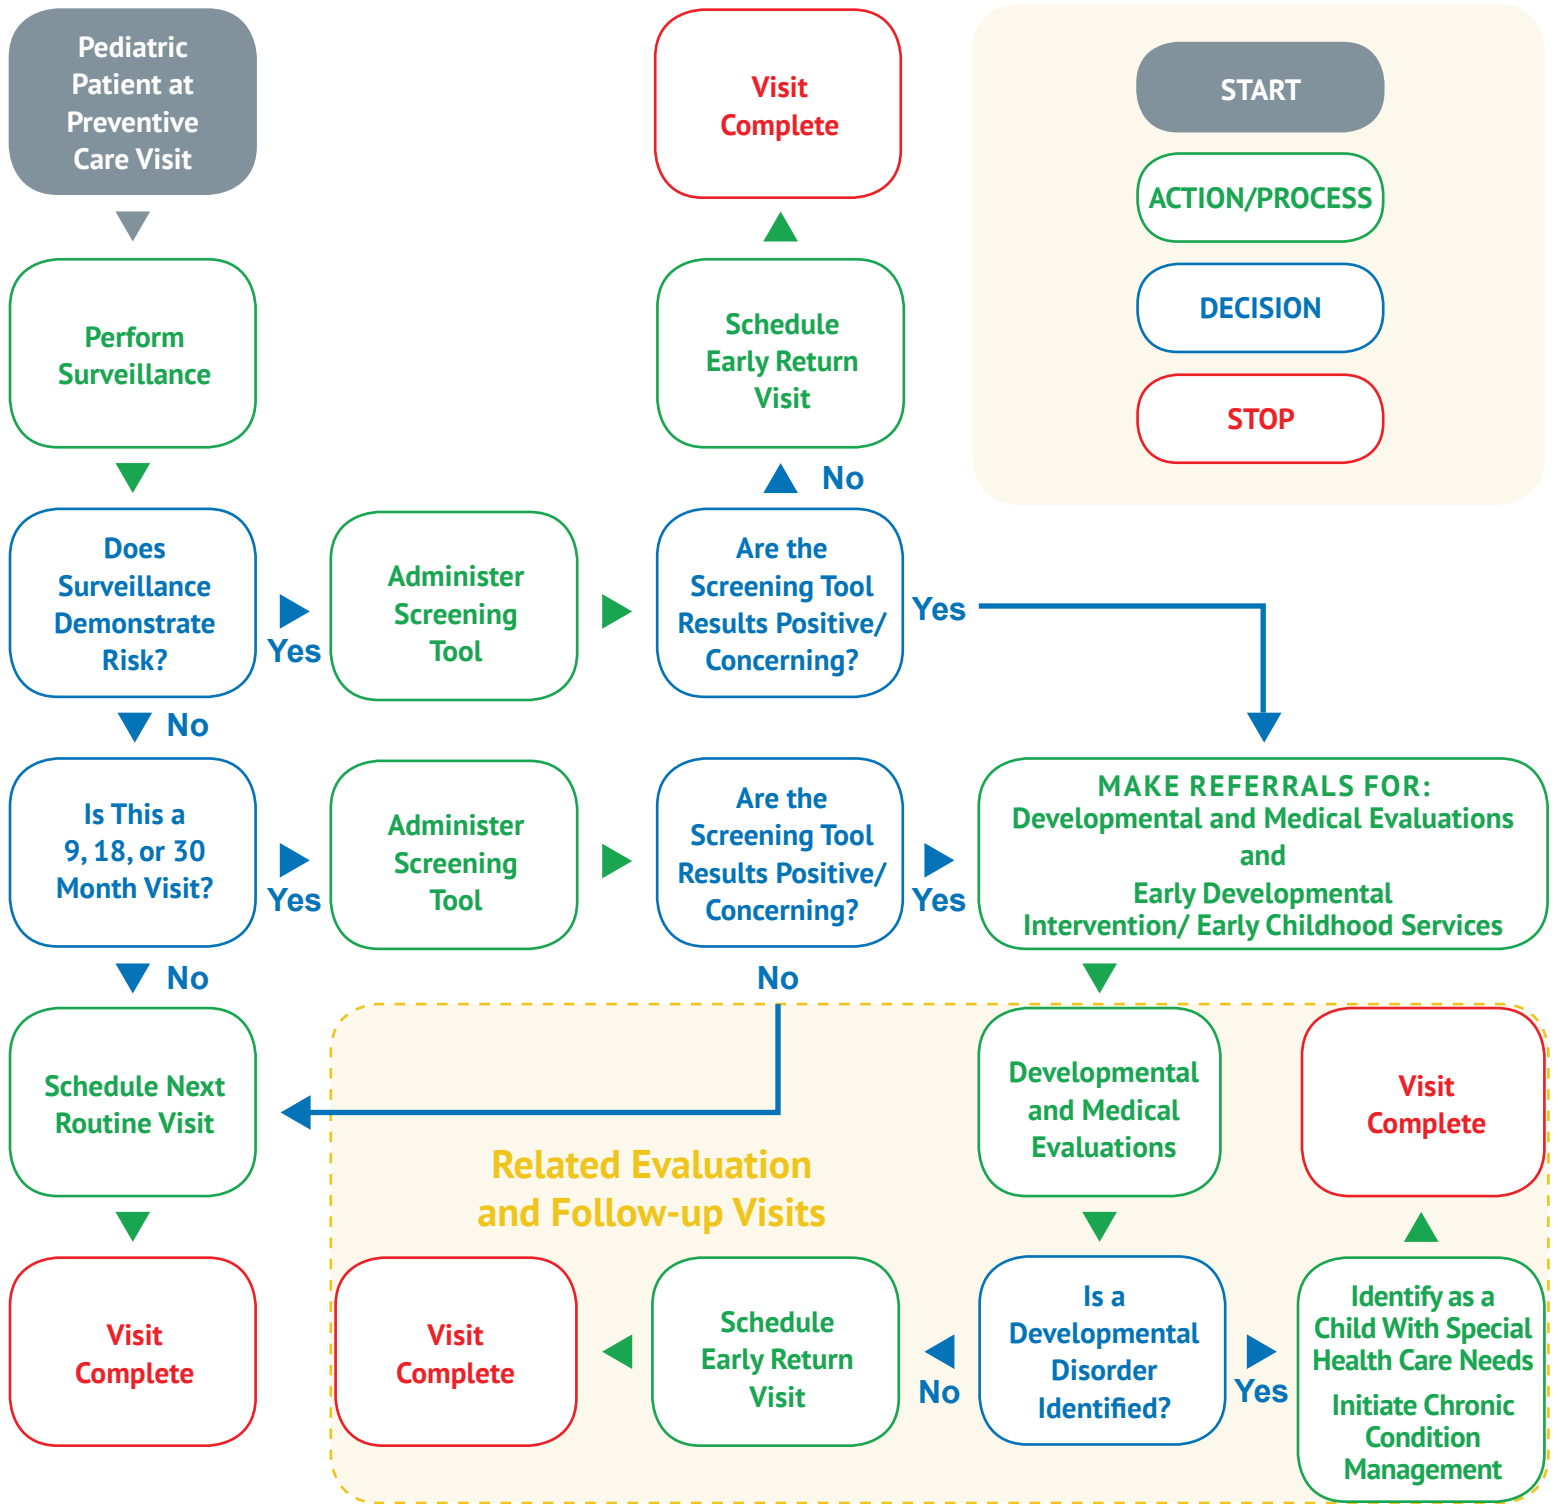 Pediatric
Patient at
Preventive
Care Visit
Visit
Complete
START
ACTION/PROCESS
DECISION
STOP
Perform
Surveillance
Schedule
Early Return
Visit
No
Does
Surveillance
Demonstrate
Risk?
Yes
Administer
Screening
Tool
Are the
Screening Tool
Results Positive/
Concerning?
Yes
No
Is This a
9, 18, or 30
Month Visit?
Yes
Administer
Screening
Tool
Are the
Screening Tool
Results Positive/
Concerning?
Yes
MAKE REFERRALS FOR:
Developmental and Medical Evaluations
and
Early Developmental
Intervention/ Early Childhood Services
No
No
Schedule Next
Routine Visit
Developmental
and Medical
Evaluations
Visit
Complete
Related Evaluation
and Follow-up Visits
Visit
Complete
Visit
Complete
Schedule
Early Return
Visit
No
Is a
Developmental
Disorder
Identified?
Yes
Identify as a
Child With Special
Health Care Needs
Initiate Chronic
Condition
Management